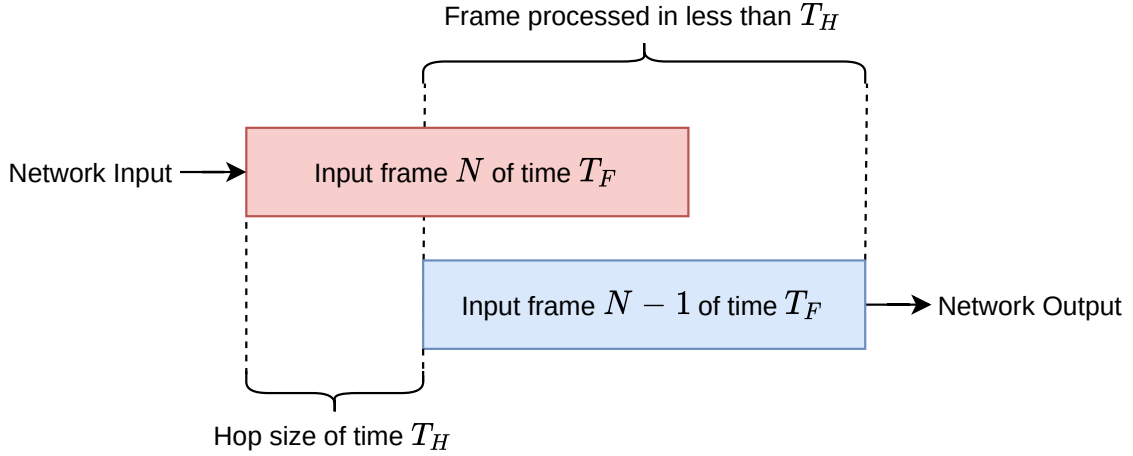 Frame processed in less than $T_H$
Network Input
Input frame $N$ of time $T_F$
Input frame $N-1$ of time $T_F$
Network Output
Hop size of time $T_H$